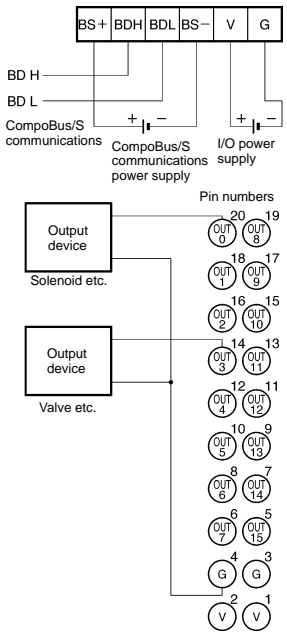 BS+ BDH BDL BS− V G
BD H
BD L
+ −
+ −
CompoBus/S
communications
CompoBus/S
communications
power supply
I/O power
supply
Pin numbers
Output
device
Solenoid etc.
Output
device
Valve etc.
20 19
OUT 0 OUT 8
18 17
OUT 1 OUT 9
16 15
OUT 2 OUT 10
14 13
OUT 3 OUT 11
12 11
OUT 4 OUT 12
10 9
OUT 5 OUT 13
8 7
OUT 6 OUT 14
6 5
OUT 7 OUT 15
4 3
G G
2 1
V V